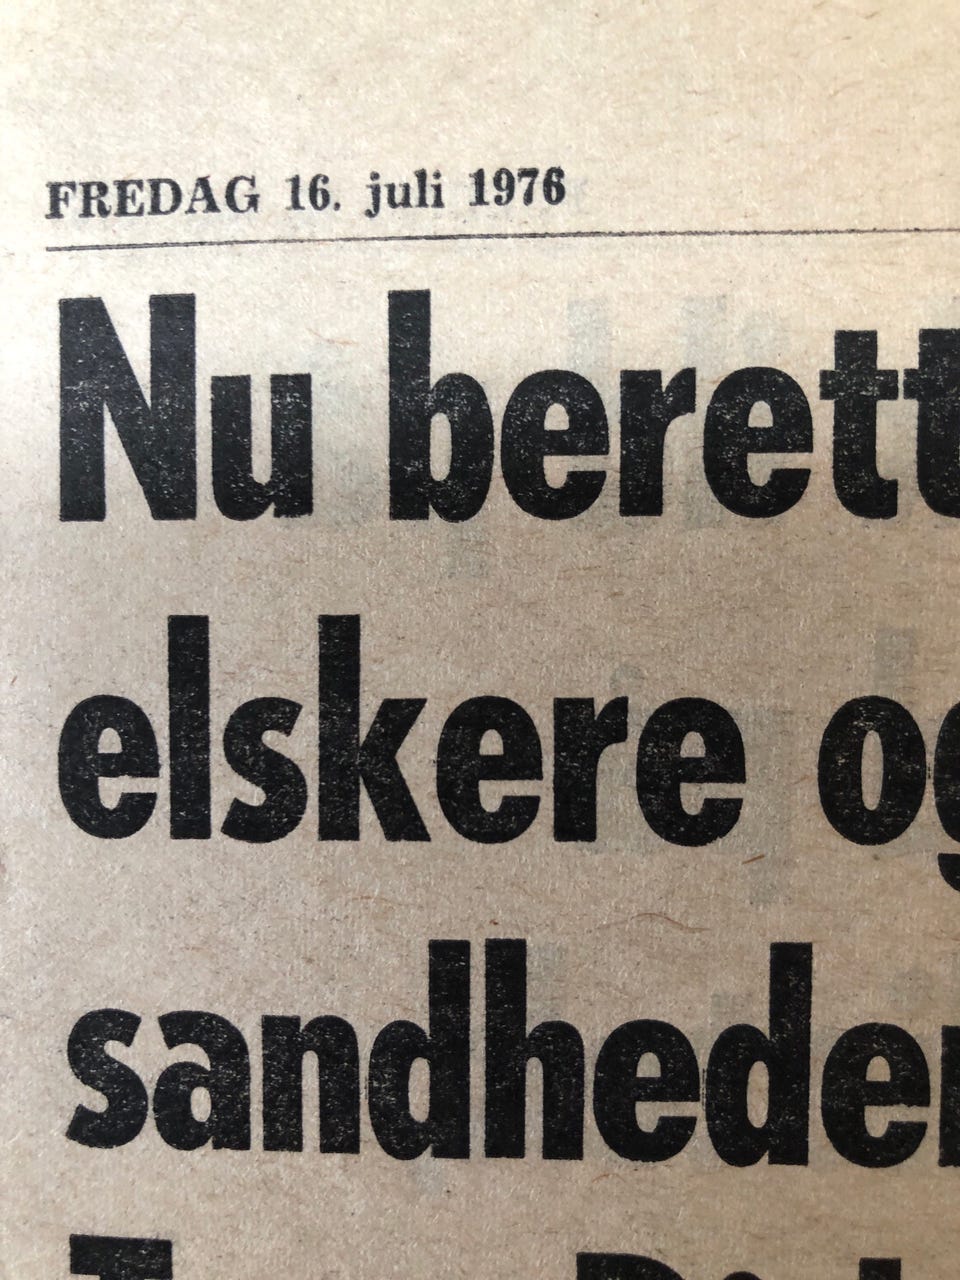 FREDAG 16. juli 1976
Nu berett
elskere og
sandheden